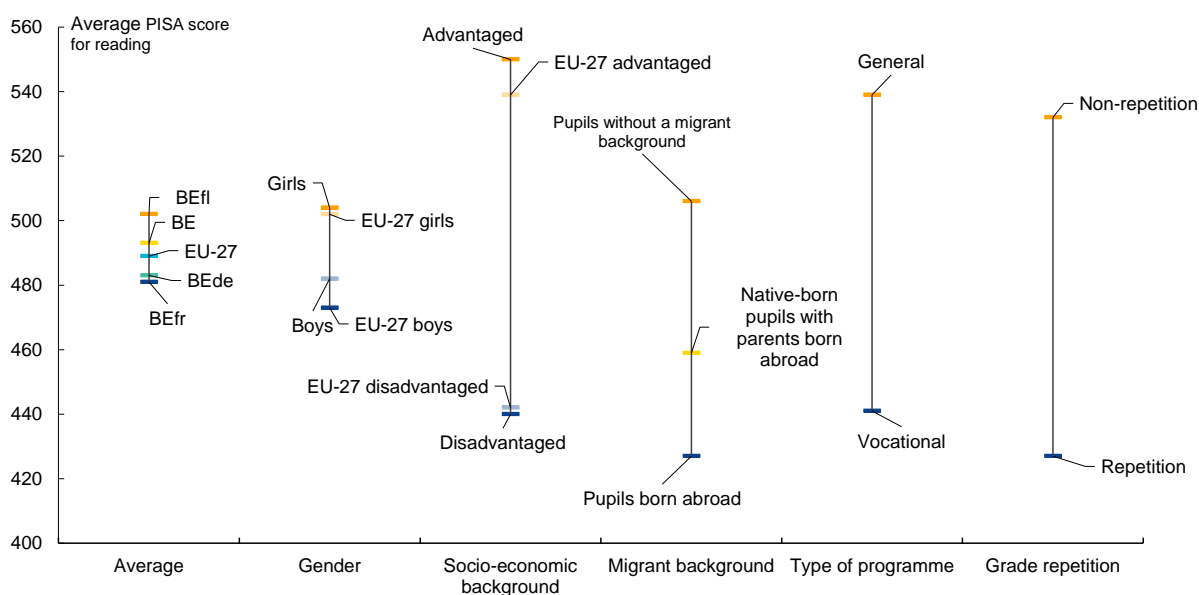 560
540
520
500
480
460
440
420
400
Average PISA score
for reading
BEfl
BE
EU-27
BEde
BEfr
Girls
EU-27 girls
Boys
EU-27 boys
Advantaged
EU-27 advantaged
EU-27 disadvantaged
Disadvantaged
Pupils without a migrant
background
Native-born
pupils with
parents born
abroad
Pupils born abroad
General
Vocational
Non-repetition
Repetition
Average
Gender
Socio-economic
background
Migrant background
Type of programme
Grade repetition